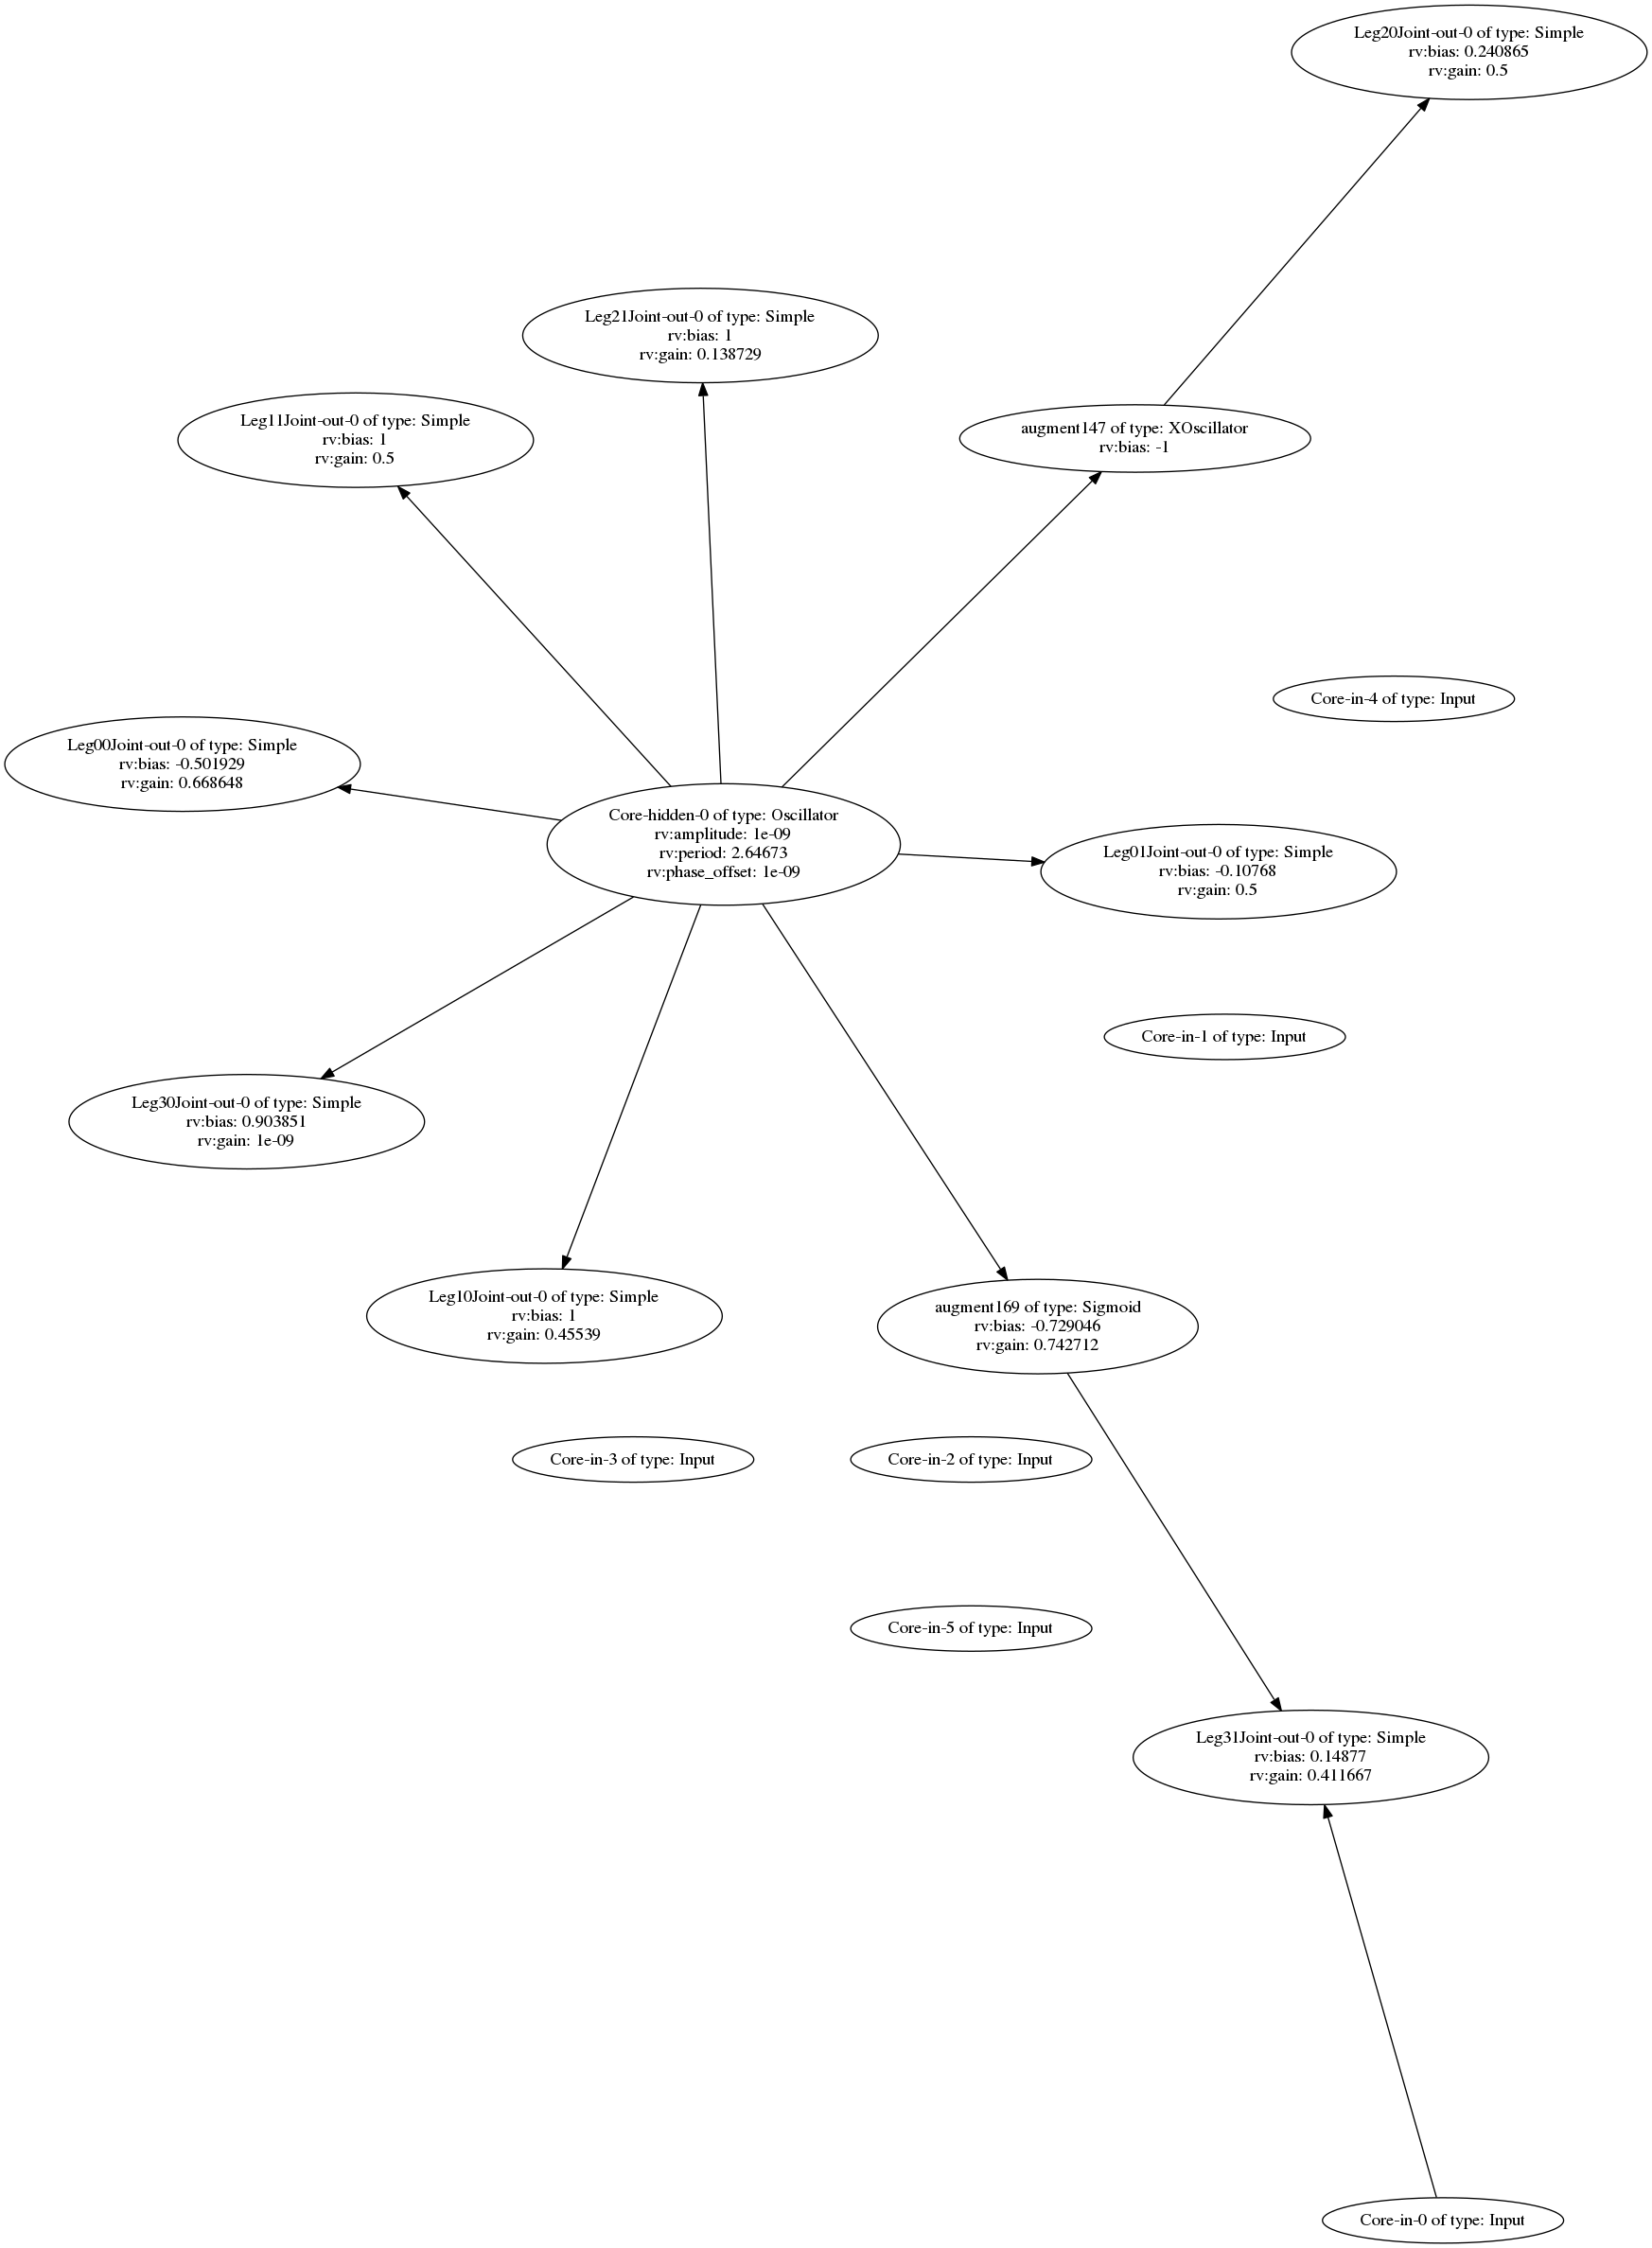 Leg20Joint-out-0 of type: Simple
rv:bias: 0.240865
rv:gain: 0.5
Leg21Joint-out-0 of type: Simple
rv:bias: 1
rv:gain: 0.138729
Leg11Joint-out-0 of type: Simple
rv:bias: 1
rv:gain: 0.5
augment147 of type: XOscillator
rv:bias: -1
Core-in-4 of type: Input
Leg00Joint-out-0 of type: Simple
rv:bias: -0.501929
rv:gain: 0.668648
Core-hidden-0 of type: Oscillator
rv:amplitude: 1e-09
rv:period: 2.64673
rv:phase_offset: 1e-09
Leg01Joint-out-0 of type: Simple
rv:bias: -0.10768
rv:gain: 0.5
Core-in-1 of type: Input
Leg30Joint-out-0 of type: Simple
rv:bias: 0.903851
rv:gain: 1e-09
Leg10Joint-out-0 of type: Simple
rv:bias: 1
rv:gain: 0.45539
augment169 of type: Sigmoid
rv:bias: -0.729046
rv:gain: 0.742712
Core-in-3 of type: Input
Core-in-2 of type: Input
Core-in-5 of type: Input
Leg31Joint-out-0 of type: Simple
rv:bias: 0.14877
rv:gain: 0.411667
Core-in-0 of type: Input